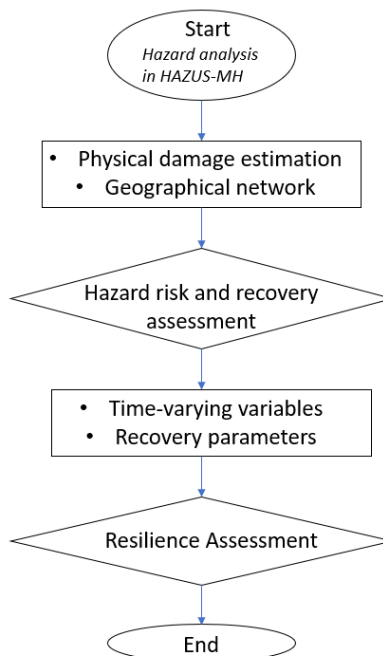 Start
Hazard analysis
in HAZUS-MH
• Physical damage estimation
• Geographical network
Hazard risk and recovery
assessment
• Time-varying variables
• Recovery parameters
Resilience Assessment
End